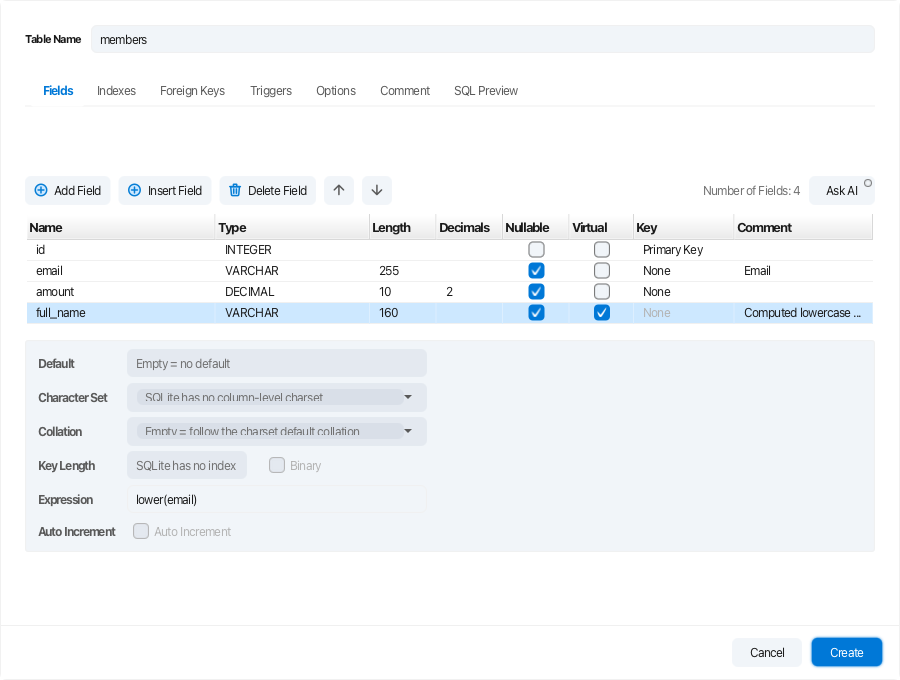 Table Name members
Fields Indexes Foreign Keys Triggers Options Comment SQL Preview
Add Field Insert Field Delete Field Number of Fields: 4 Ask AI
Name Type Length Decimals Nullable Virtual Key Comment
id INTEGER Primary Key
email VARCHAR 255 None Email
amount DECIMAL 10 2 None
full_name VARCHAR 160 None Computed lowercase ...
Default Empty = no default
Character Set SQLite has no column-level charset
Collation Empty = follow the charset default collation
Key Length SQLite has no index Binary
Expression lower(email)
Auto Increment Auto Increment
Cancel Create